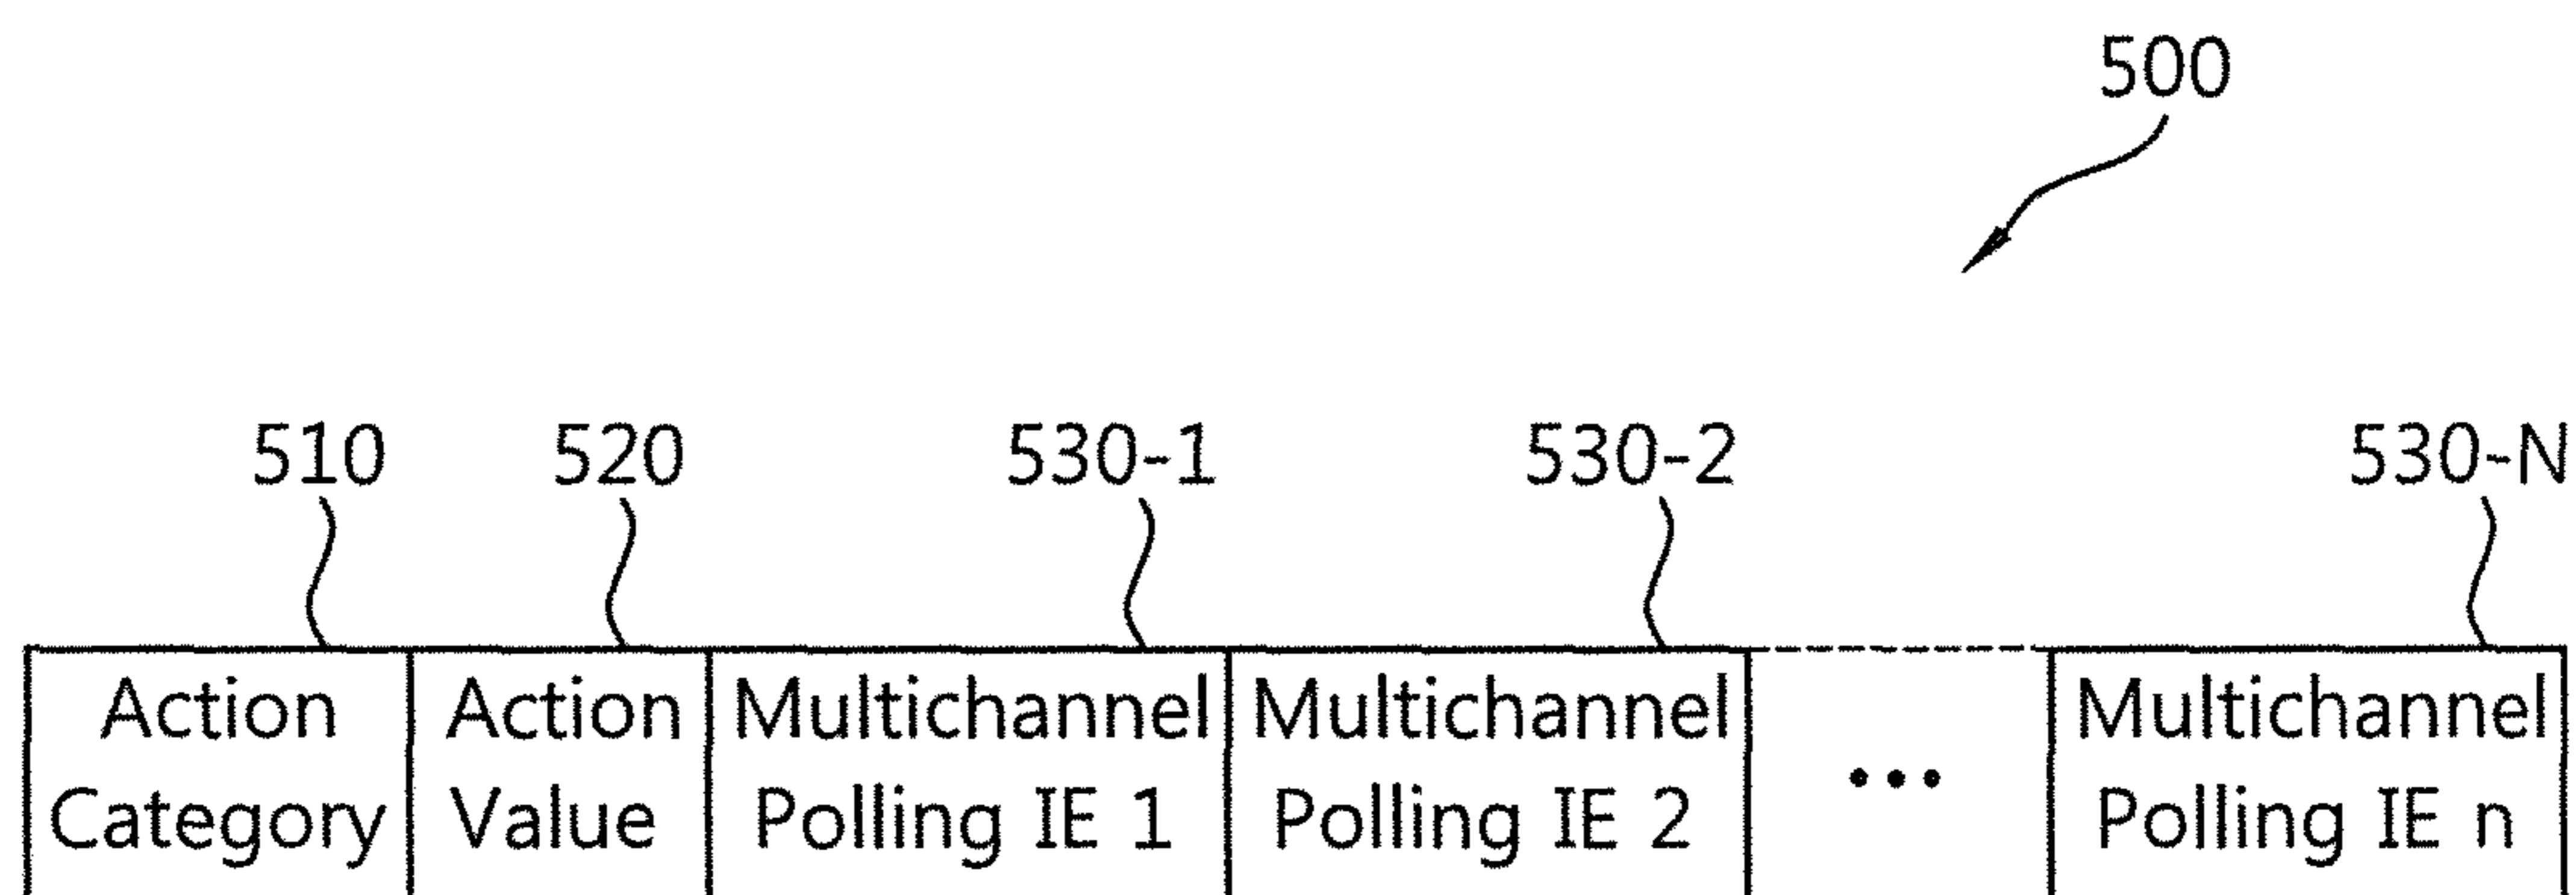 500
510 520 530-1 530-2 530-N
Action Action Multichannel Multichannel Multichannel
Category Value Polling IE 1 Polling IE 2 ••• Polling IE n